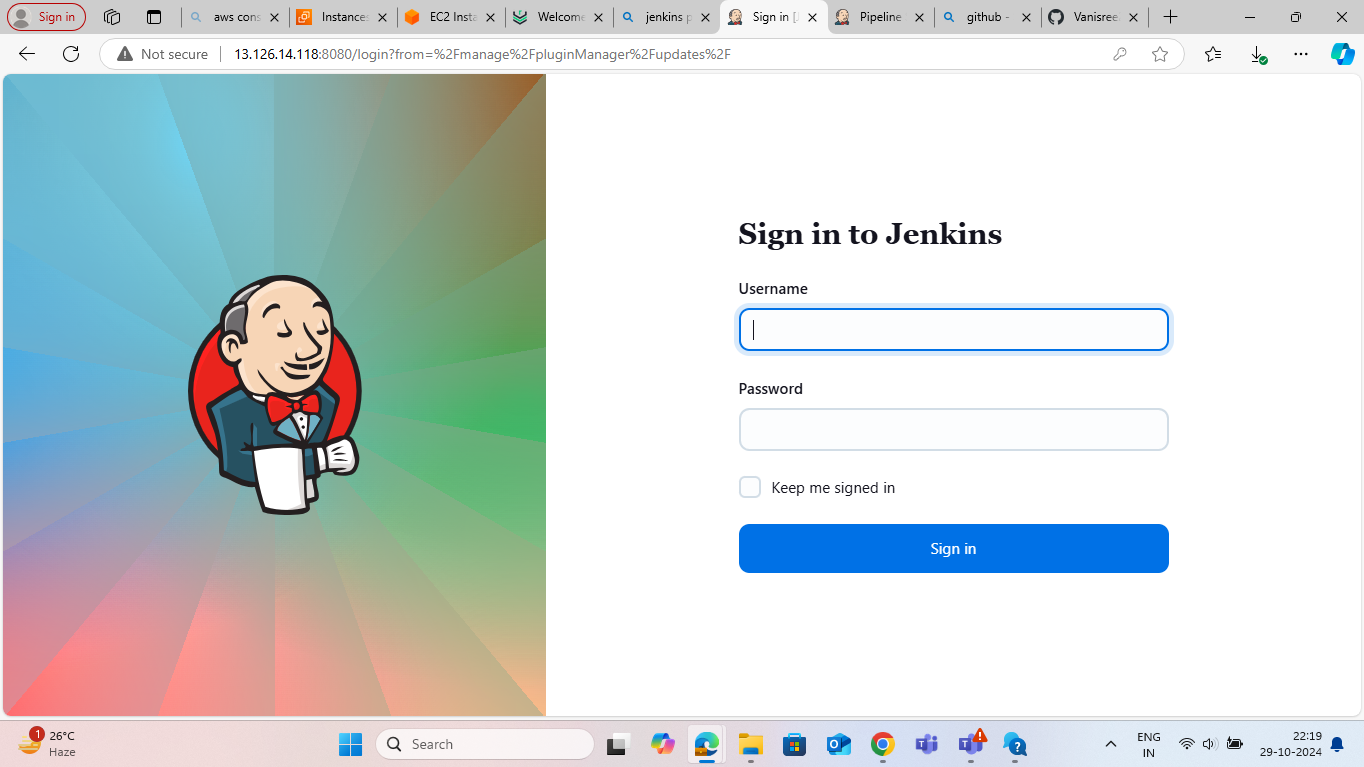 Sign in
aws cons
Instances
EC2 Insta
Welcome
jenkins p
Sign in [J
Pipeline
github -
Vanisree
Not secure
13.126.14.118:8080/login?from=%2Fmanage%2FpluginManager%2Fupdates%2F
Sign in to Jenkins
Username
Password
Keep me signed in
Sign in
1
26°C
Haze
Search
ENG
IN
22:19
29-10-2024